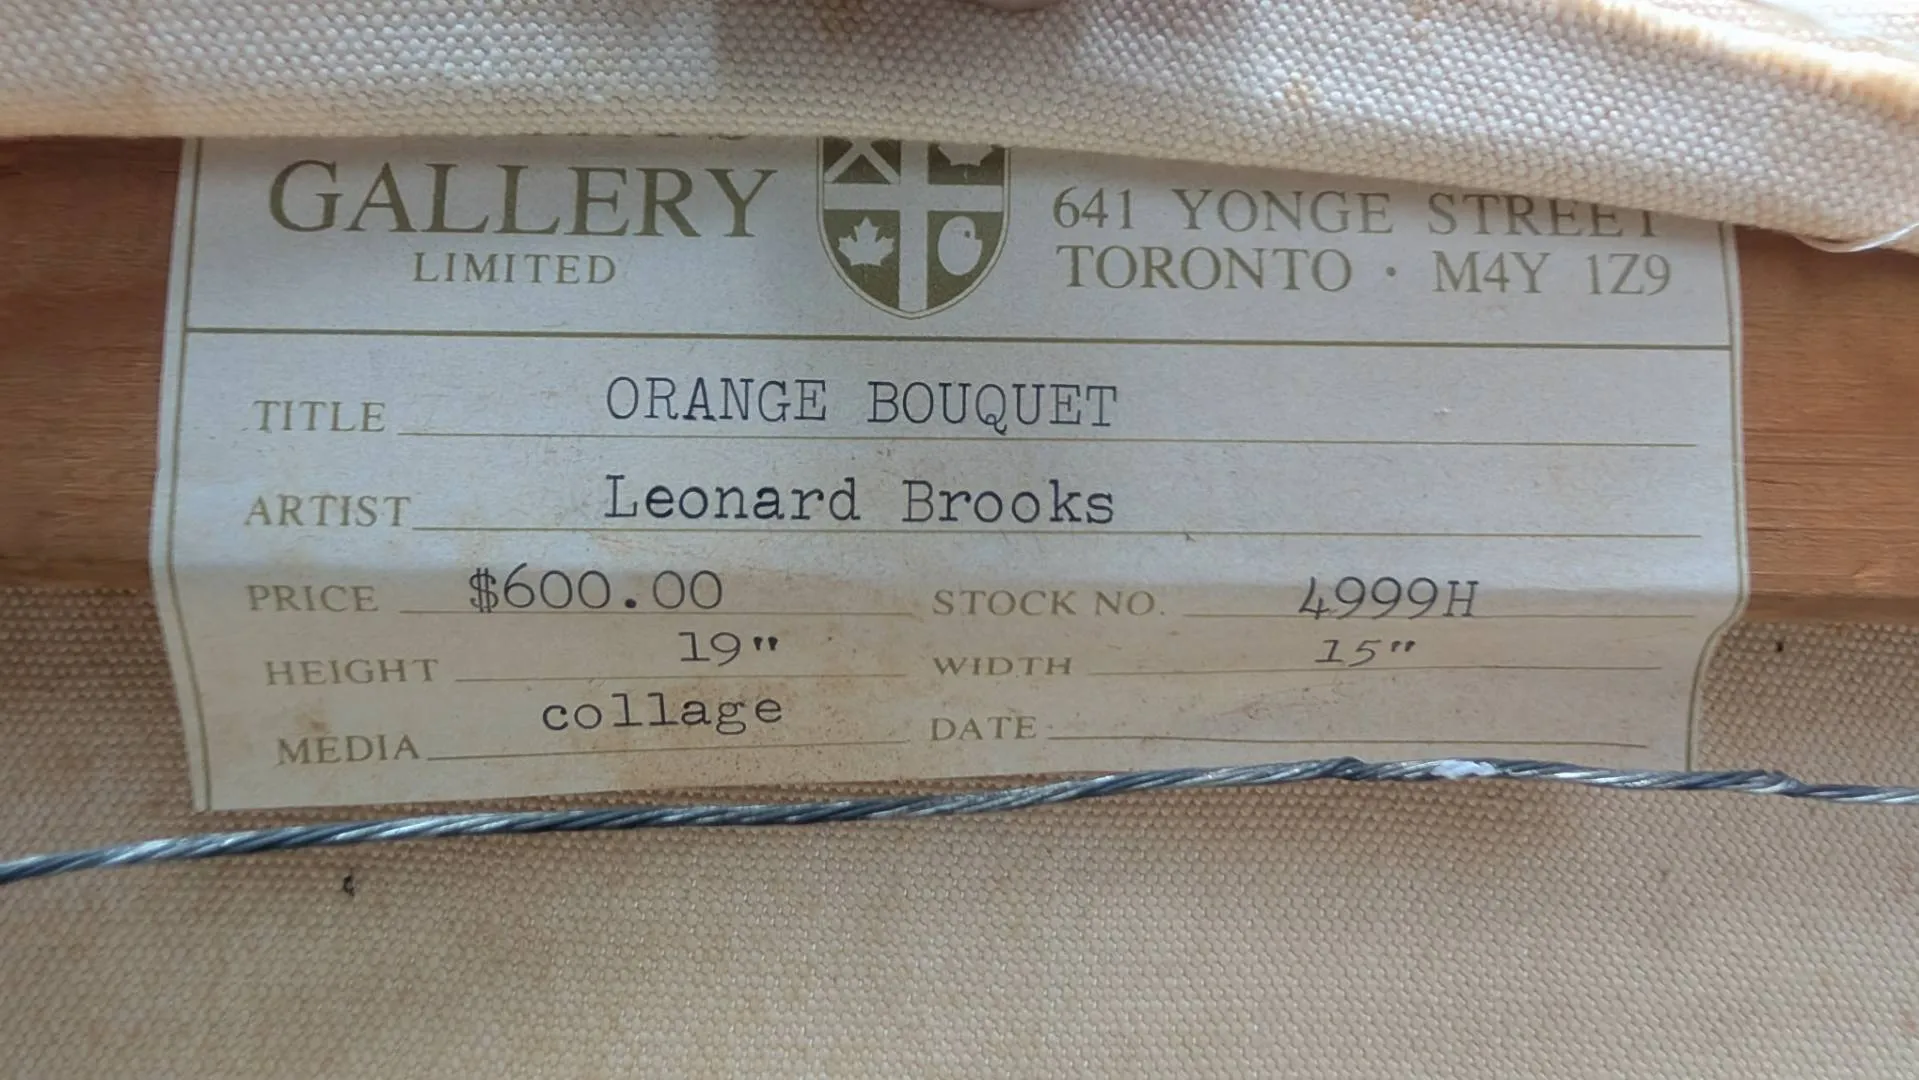 GALLERY
LIMITED
641 YONGE STREET
TORONTO · M4Y 1Z9
TITLE ORANGE BOUQUET
ARTIST Leonard Brooks
PRICE $600.00 STOCK NO. 4999H
HEIGHT 19" WIDTH 15"
MEDIA collage DATE